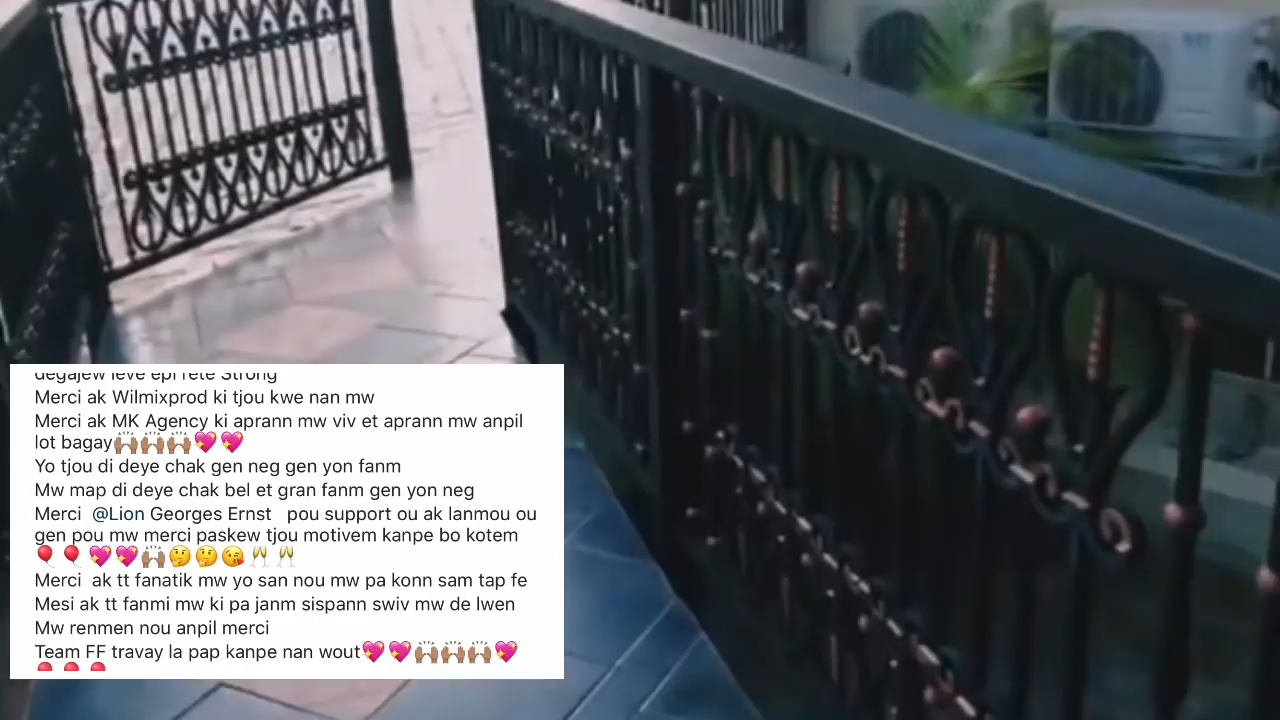 degajew leve epi rete Strong
Merci ak Wilmixprod ki tjou kwe nan mw
Merci ak MK Agency ki aprann mw viv et aprann mw anpil
lot bagay🙌🏽🙌🏽🙌🏽💖💖
Yo tjou di deye chak gen neg gen yon fanm
Mw map di deye chak bel et gran fanm gen yon neg
Merci @Lion Georges Ernst pou support ou ak lanmou ou
gen pou mw merci paskew tjou motivem kanpe bo kotem
🎈🎈💖💖🙌🏽🤔🤔😘🥂🥂
Merci ak tt fanatik mw yo san nou mw pa konn sam tap fe
Mesi ak tt fanmi mw ki pa janm sispann swiv mw de lwen
Mw renmen nou anpil merci
Team FF travay la pap kanpe nan wout💖💖🙌🏽🙌🏽🙌🏽💖
🎈🎈🎈